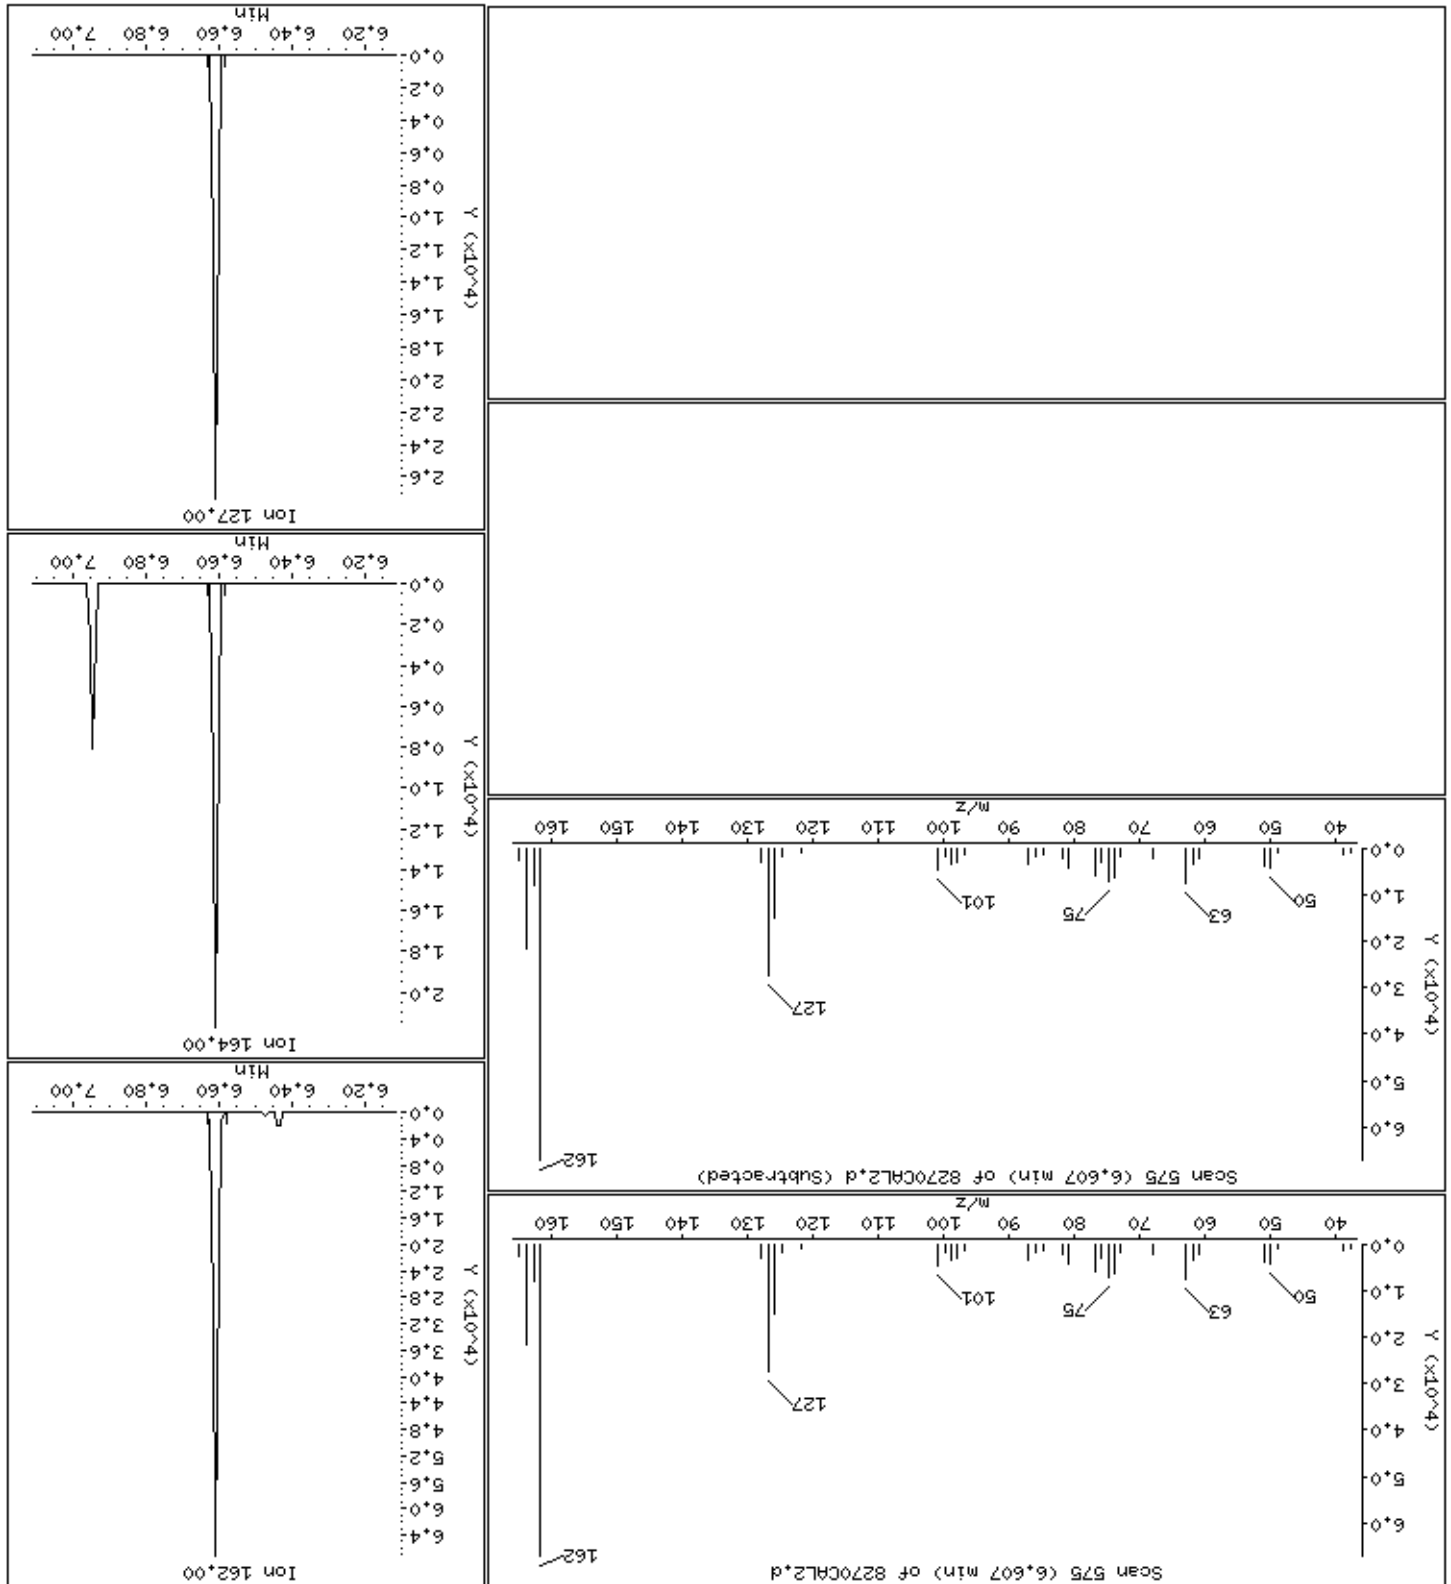 Scan 575 (6.607 min) of 8270CAL2.d
162
6.0
5.0
4.0
127
3.0
Y (x10^4)
2.0
50 63 75 101
1.0
0.0
40 50 60 70 80 90 100 110 120 130 140 150 160
m/z
Scan 575 (6.607 min) of 8270CAL2.d (Subtracted)
162
6.0
5.0
4.0
127
3.0
Y (x10^4)
2.0
50 63 75 101
1.0
0.0
40 50 60 70 80 90 100 110 120 130 140 150 160
m/z
Ion 162.00
6.4
6.0
5.6
5.2
4.8
4.4
4.0
3.6
3.2
2.8
2.4
2.0
1.6
1.2
0.8
0.4
0.0
Y (x10^4)
6.20 6.40 6.60 6.80 7.00
Min
Ion 164.00
2.0
1.8
1.6
1.4
1.2
1.0
0.8
0.6
0.4
0.2
0.0
Y (x10^4)
6.20 6.40 6.60 6.80 7.00
Min
Ion 127.00
2.6
2.4
2.2
2.0
1.8
1.6
1.4
1.2
1.0
0.8
0.6
0.4
0.2
0.0
Y (x10^4)
6.20 6.40 6.60 6.80 7.00
Min